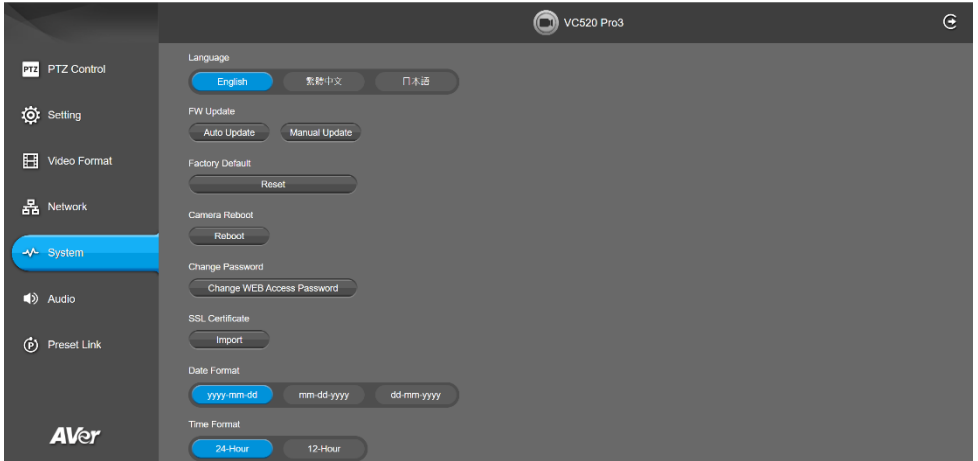 VC520 Pro3
PTZ PTZ Control
Setting
Video Format
Network
System
Audio
P Preset Link
AVer
Language
English 繁體中文 日本語
FW Update
Auto Update Manual Update
Factory Default
Reset
Camera Reboot
Reboot
Change Password
Change WEB Access Password
SSL Certificate
Import
Date Format
yyyy-mm-dd mm-dd-yyyy dd-mm-yyyy
Time Format
24-Hour 12-Hour